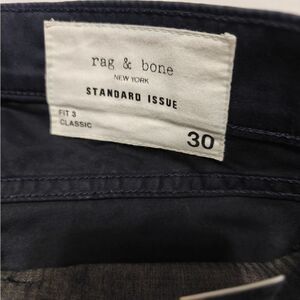 rag & bone
NEW YORK
STANDARD ISSUE
FIT 3
CLASSIC
30